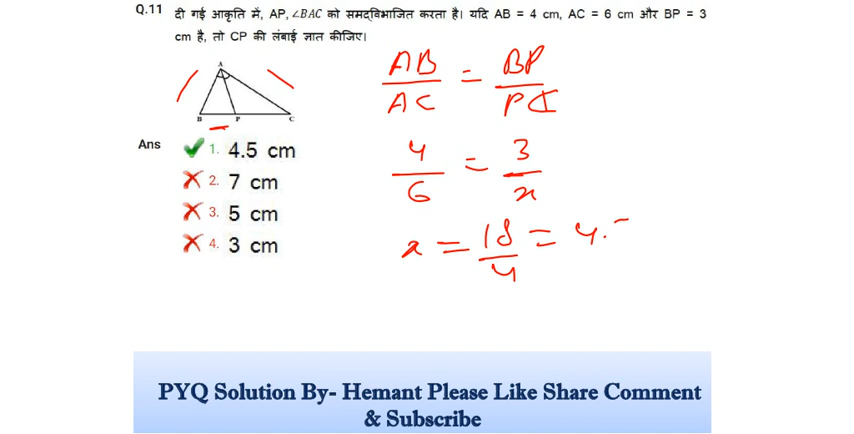 Q.11 दी गई आकृति में, AP, ∠BAC को समद्विभाजित करता है। यदि AB = 4 cm, AC = 6 cm और BP = 3
cm है, तो CP की लंबाई ज्ञात कीजिए।
AB/AC = BP/PC
A
B P C
Ans 1. 4.5 cm
4/6 = 3/x
2. 7 cm
3. 5 cm
x = 18/4 = 4.
4. 3 cm
PYQ Solution By- Hemant Please Like Share Comment
& Subscribe